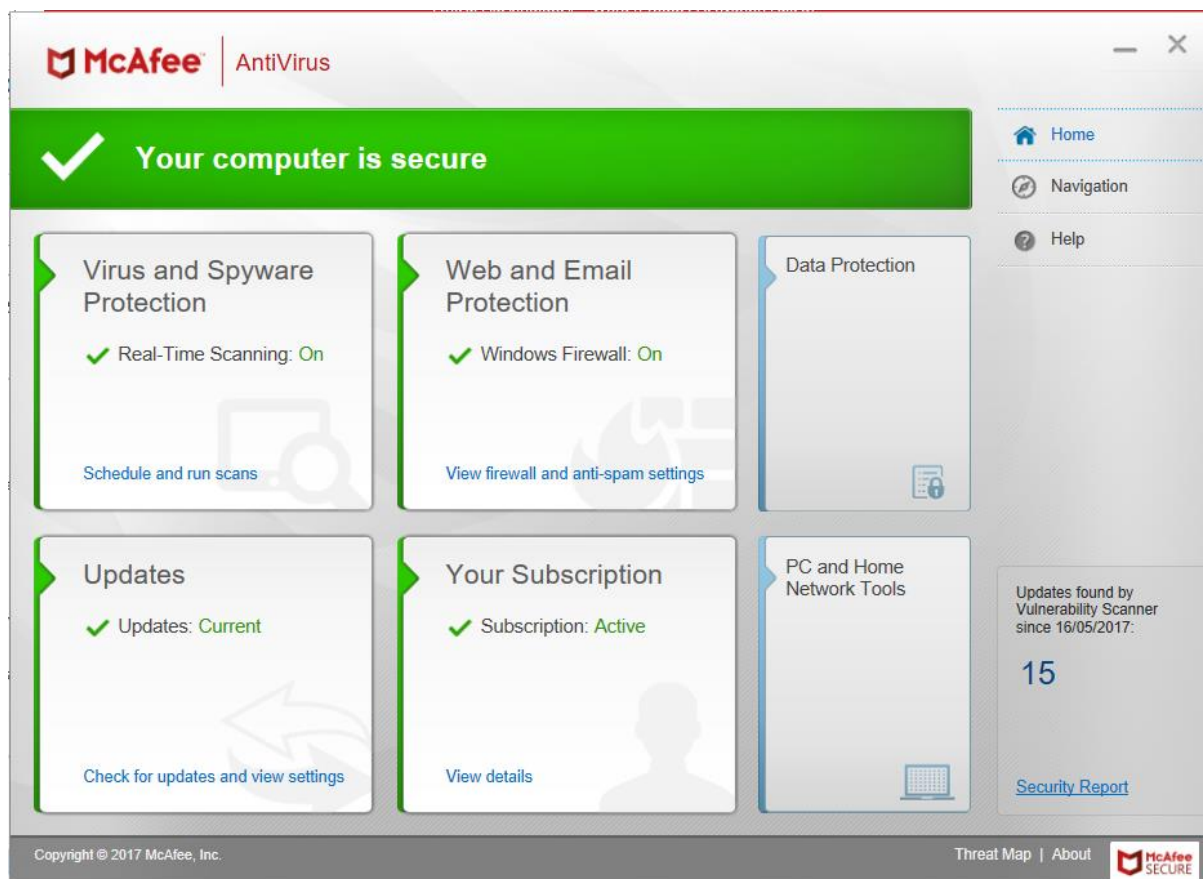 McAfee™ AntiVirus
Your computer is secure
Home
Navigation
Help
Virus and Spyware
Protection
Real-Time Scanning: On
Schedule and run scans
Web and Email
Protection
Windows Firewall: On
View firewall and anti-spam settings
Data Protection
Updates
Updates: Current
Check for updates and view settings
Your Subscription
Subscription: Active
View details
PC and Home
Network Tools
Updates found by
Vulnerability Scanner
since 16/05/2017:
15
Security Report
Copyright © 2017 McAfee, Inc.
Threat Map | About
McAfee
SECURE